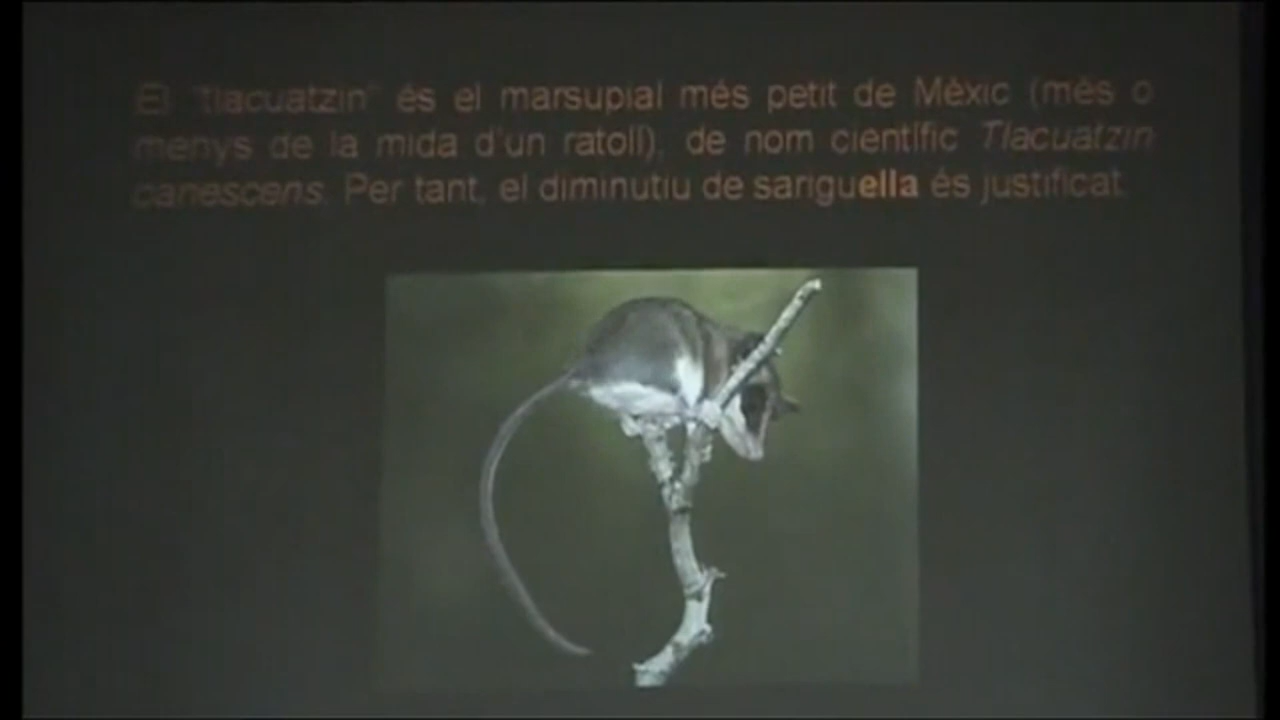 El "tlacuatzin" és el marsupial més petit de Mèxic (més o
menys de la mida d'un ratolí), de nom científic Tlacuatzin
canescens. Per tant, el diminutiu de sariguella és justificat.